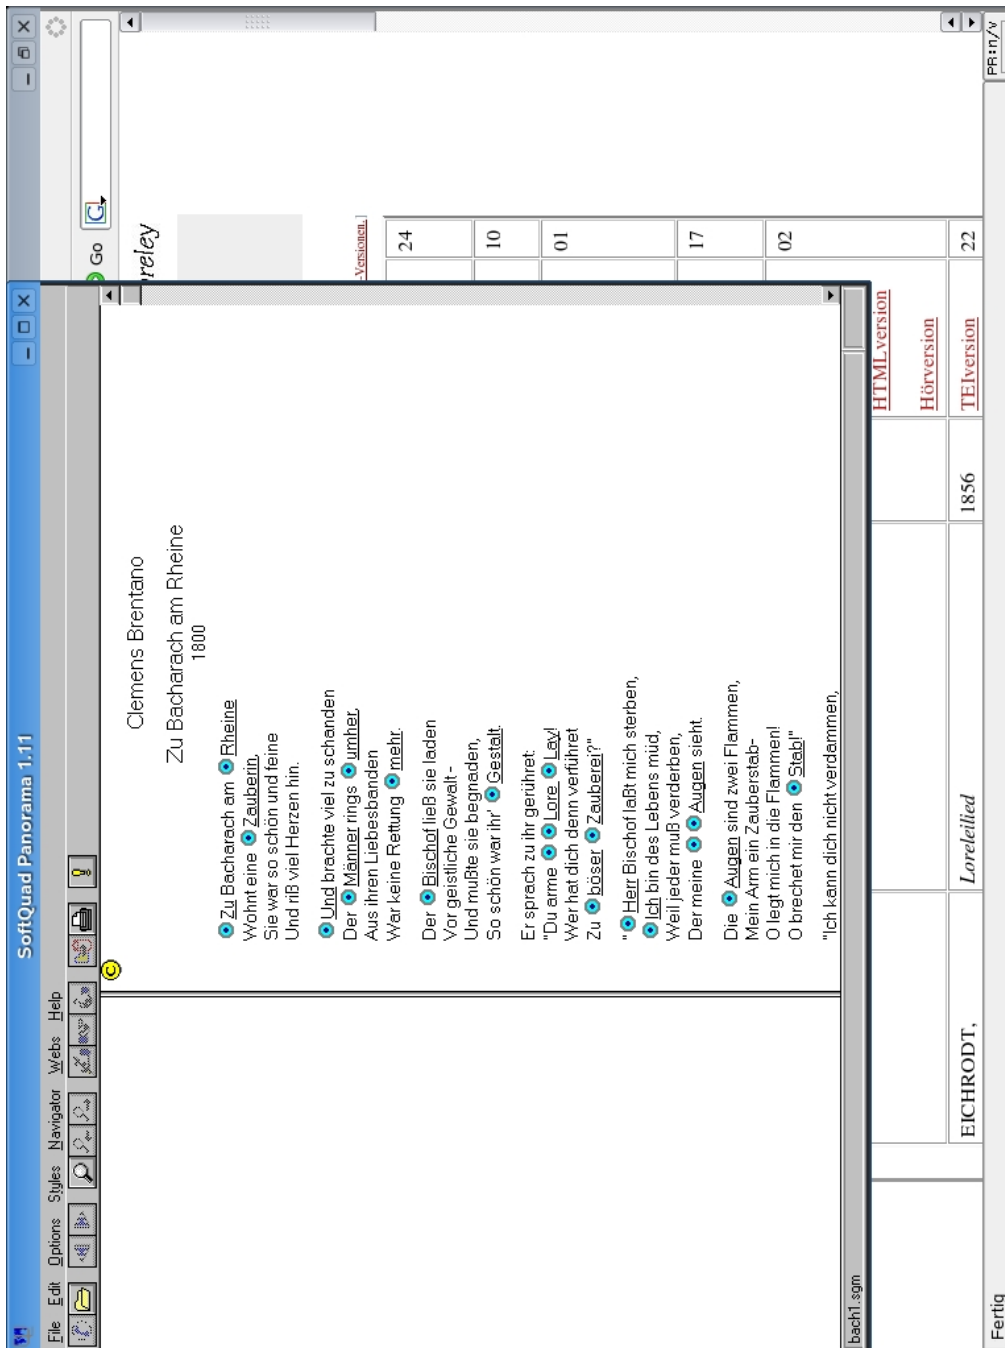 SoftQuad Panorama 1.11
File Edit Options Styles Navigator Webs Help
C
Clemens Brentano
Zu Bacharach am Rheine
1800
Zu Bacharach am Rheine
Wohnt eine Zauberin,
Sie war so schön und feine
Und riß viel Herzen hin.
Und brachte viel zu schanden
Der Männer rings umher,
Aus ihren Liebesbanden
War keine Rettung mehr.
Der Bischof ließ sie laden
Vor geistliche Gewalt -
Und mußte sie begnaden,
So schön war ihr' Gestalt.
Er sprach zu ihr gerühret:
"Du arme Lore Lay!
Wer hat dich denn verführet
Zu böser Zauberei?"
"Herr Bischof laßt mich sterben,
Ich bin des Lebens müd,
Weil jeder muß verderben,
Der meine Augen sieht.
Die Augen sind zwei Flammen,
Mein Arm ein Zauberstab-
O legt mich in die Flammen!
O brechet mir den Stab!"
"Ich kann dich nicht verdammen,
bach1.sgm
Go G
reley
-Versionen.]
24
10
01
17
HTMLversion 02
Hörversion
EICHRODT, Loreleilied 1856 TEIversion 22
Fertig PR:n/v